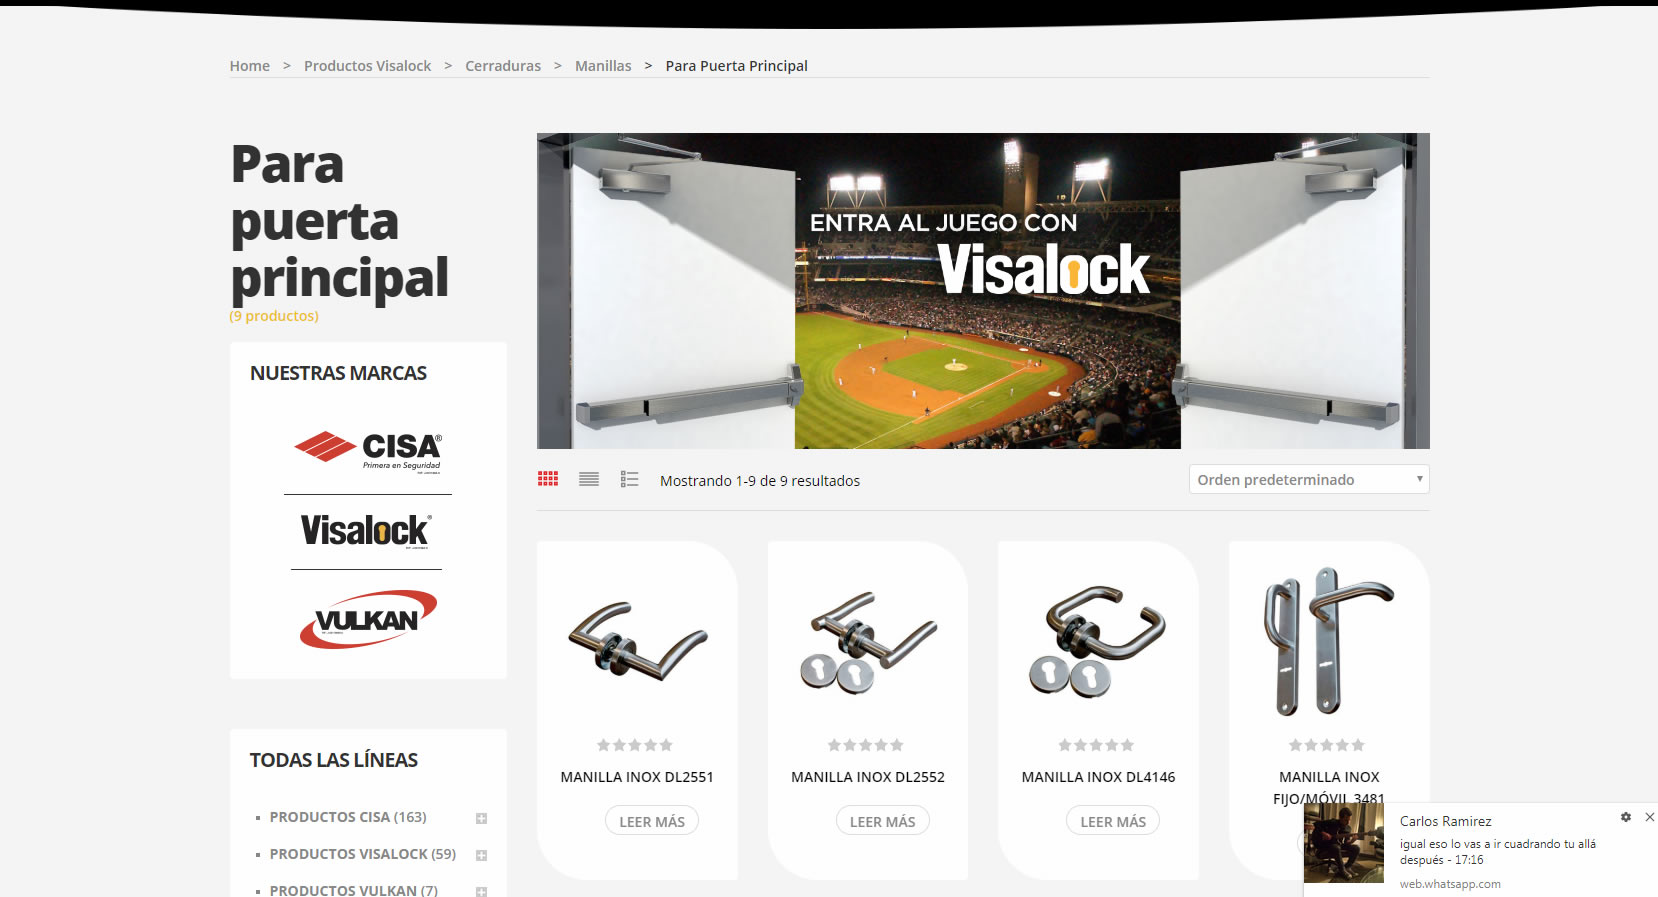 Home > Productos Visalock > Cerraduras > Manillas > Para Puerta Principal
Para
puerta
principal
(9 productos)
NUESTRAS MARCAS
CISA®
Primera en Seguridad
Visalock®
VULKAN
TODAS LAS LÍNEAS
PRODUCTOS CISA (163)
PRODUCTOS VISALOCK (59)
PRODUCTOS VULKAN (7)
ENTRA AL JUEGO CON
Visalock
Mostrando 1-9 de 9 resultados
Orden predeterminado
MANILLA INOX DL2551
LEER MÁS
MANILLA INOX DL2552
LEER MÁS
MANILLA INOX DL4146
LEER MÁS
MANILLA INOX
FIJO/MÓVIL 3481
Carlos Ramirez
igual eso lo vas a ir cuadrando tu allá
después - 17:16
web.whatsapp.com